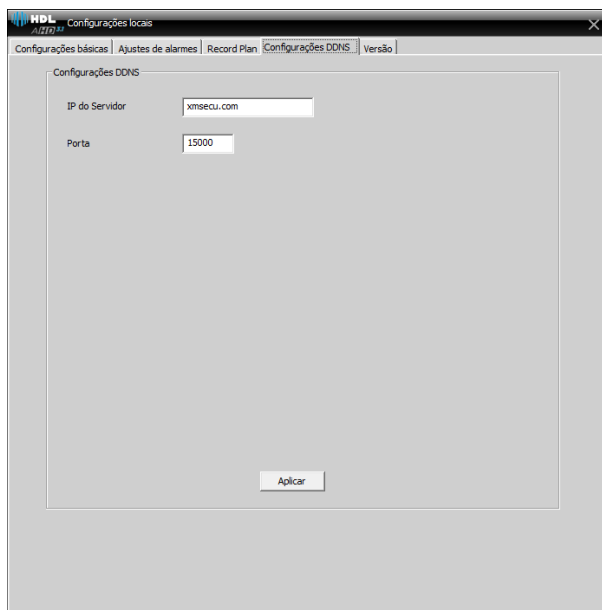 HDL Configurações locais
AHD 33
Configurações básicas Ajustes de alarmes Record Plan Configurações DDNS Versão
Configurações DDNS
IP do Servidor xmsecu.com
Porta 15000
Aplicar